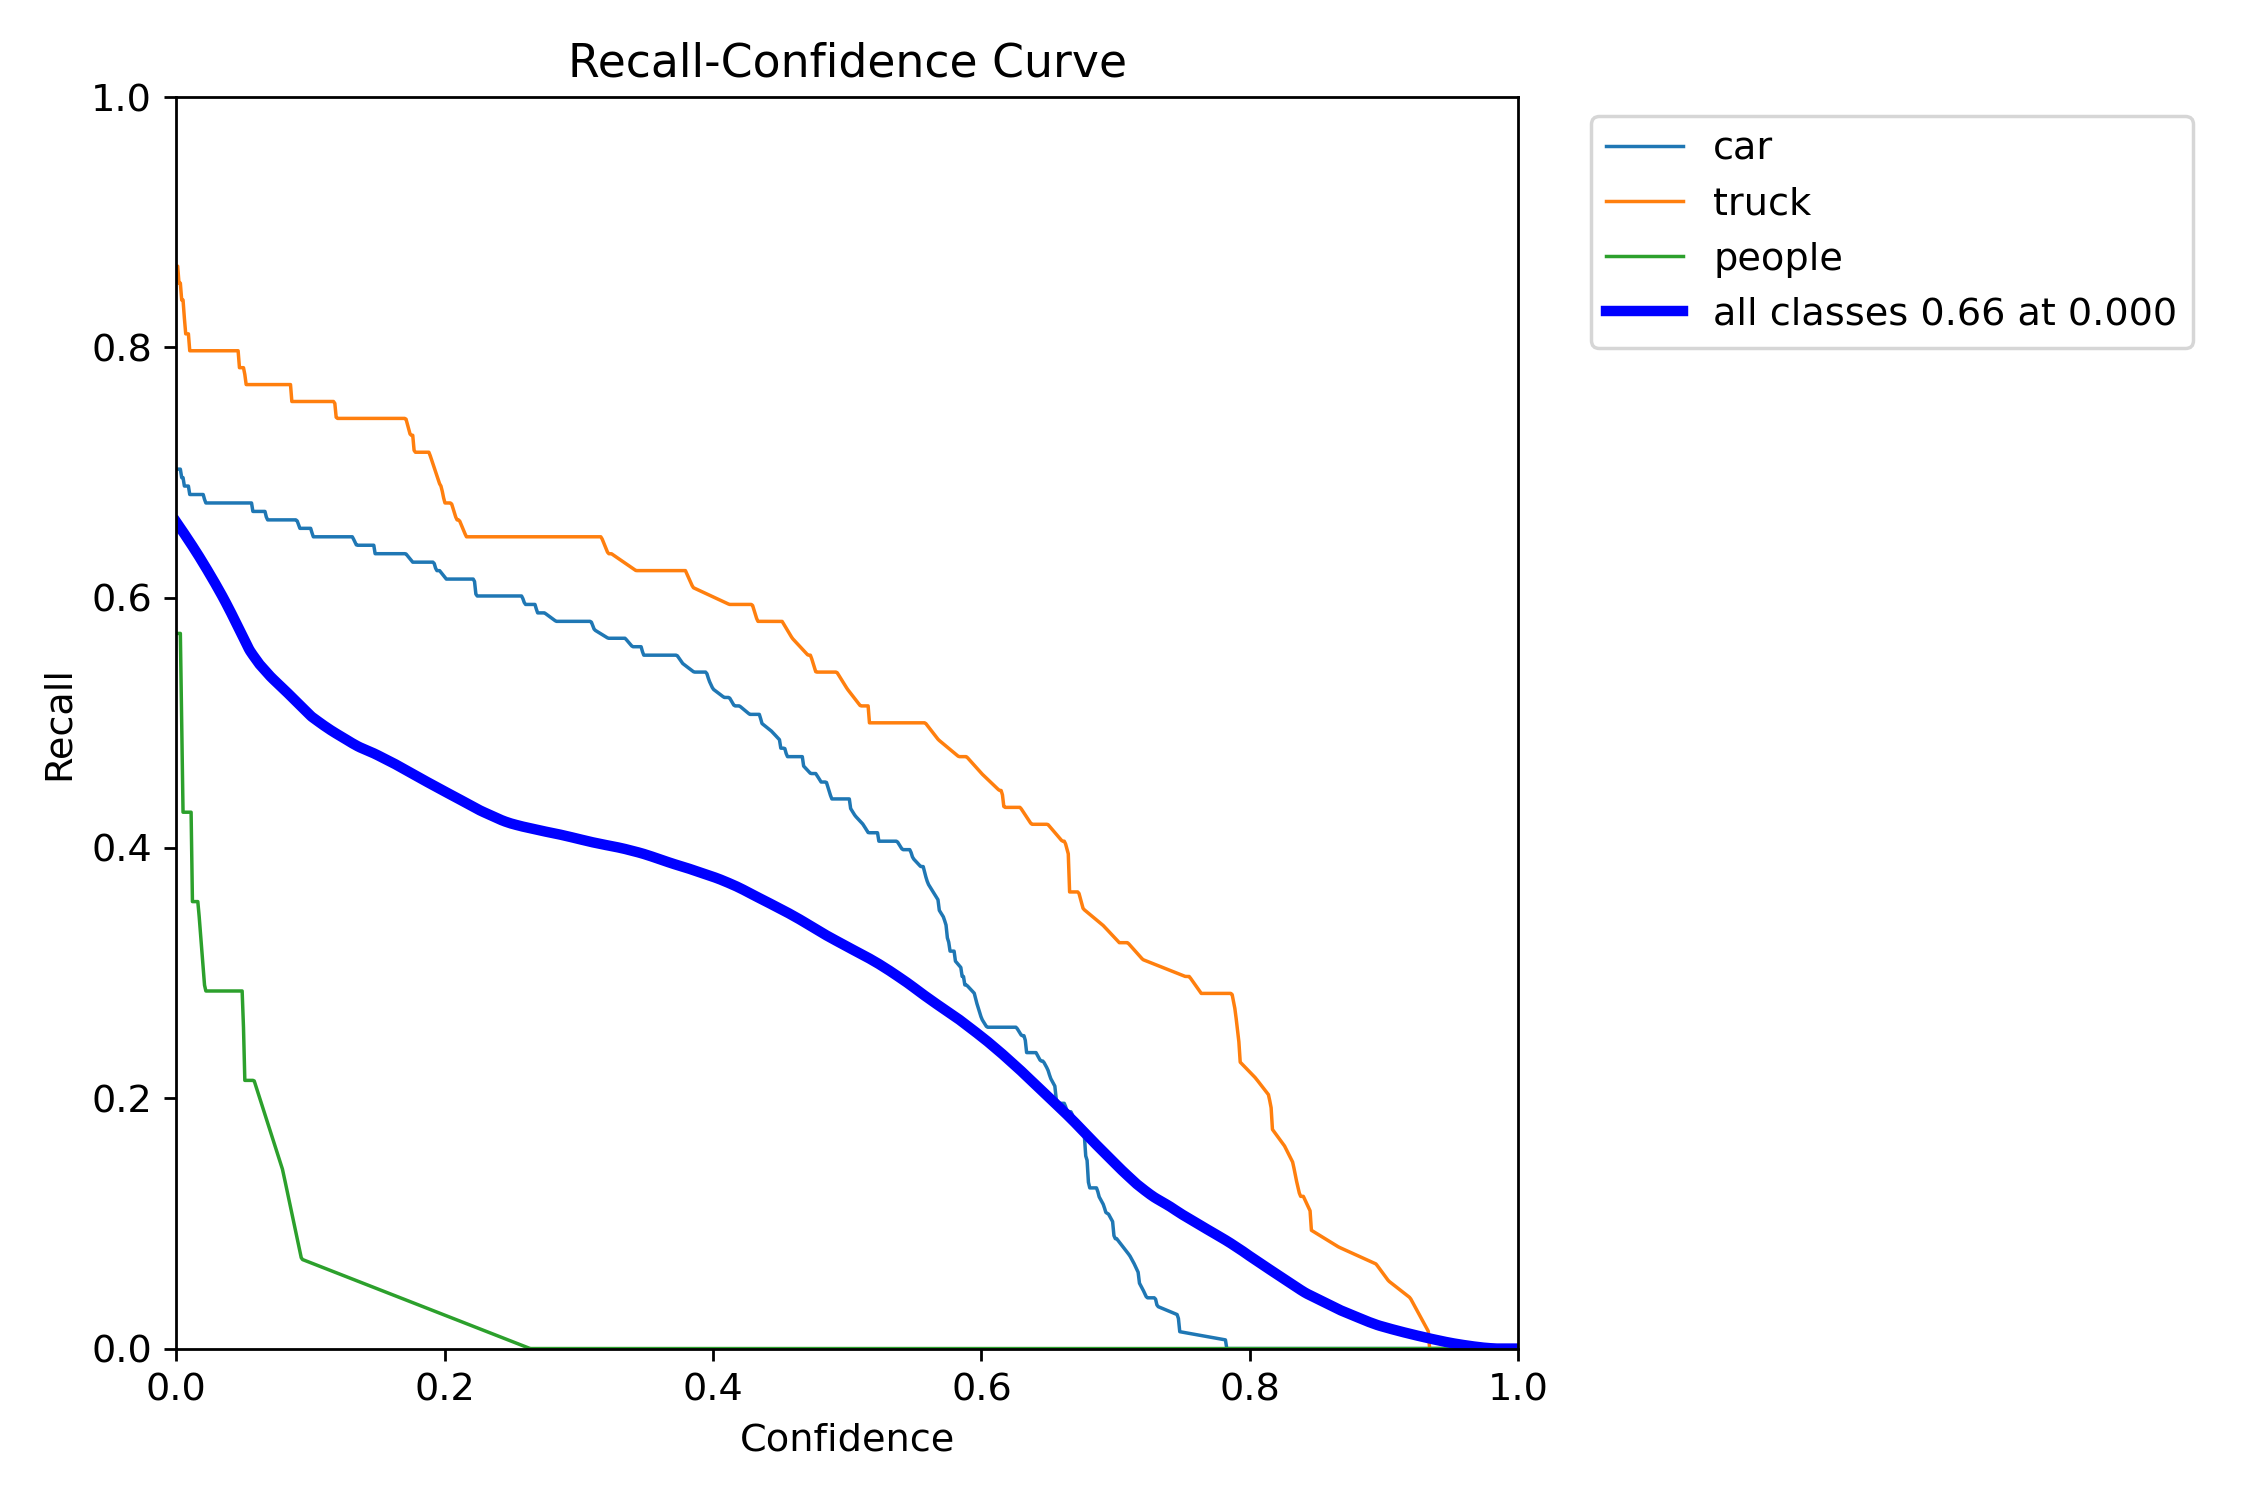 Recall-Confidence Curve
1.0
0.8
0.6
0.4
0.2
0.0
Recall
0.0 0.2 0.4 0.6 0.8 1.0
Confidence
car
truck
people
all classes 0.66 at 0.000